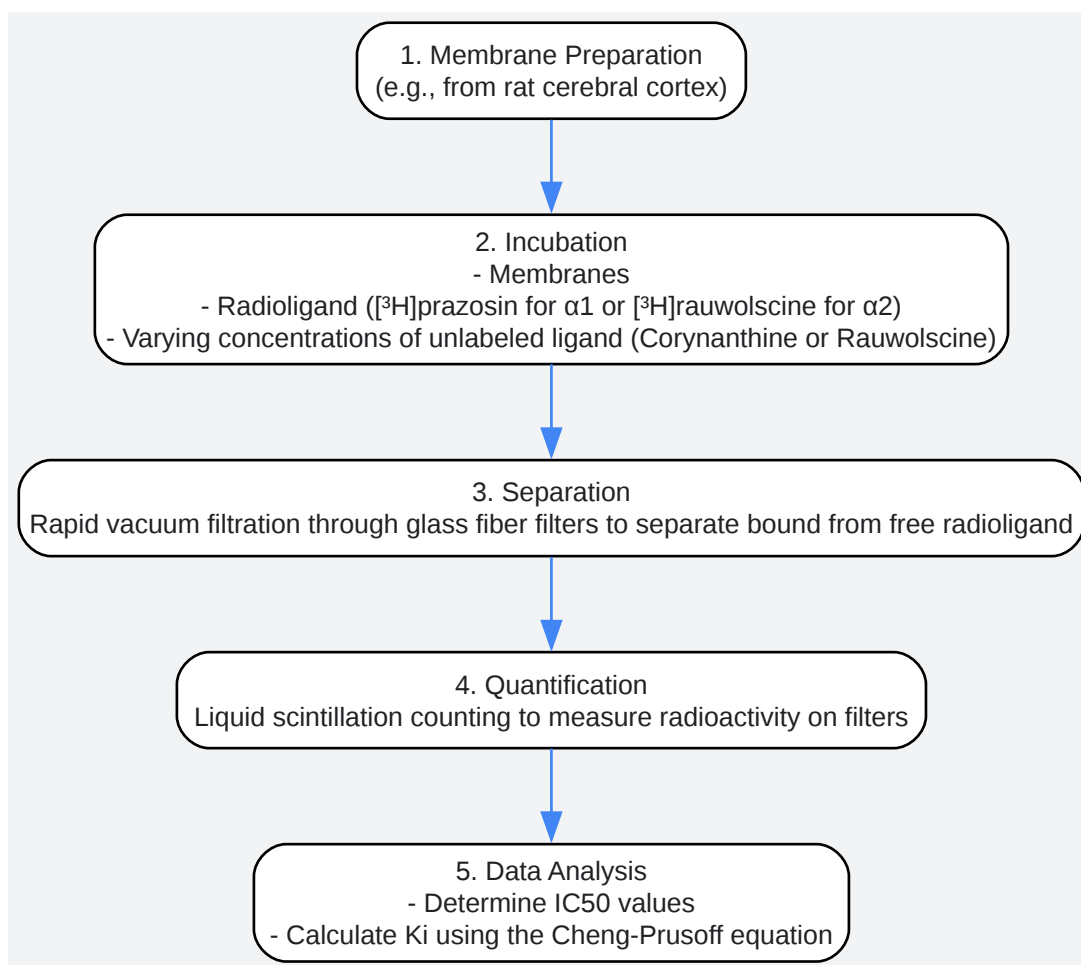 1. Membrane Preparation
(e.g., from rat cerebral cortex)
2. Incubation
- Membranes
- Radioligand ([³H]prazosin for α1 or [³H]rauwolscine for α2)
- Varying concentrations of unlabeled ligand (Corynanthine or Rauwolscine)
3. Separation
Rapid vacuum filtration through glass fiber filters to separate bound from free radioligand
4. Quantification
Liquid scintillation counting to measure radioactivity on filters
5. Data Analysis
- Determine IC50 values
- Calculate Ki using the Cheng-Prusoff equation